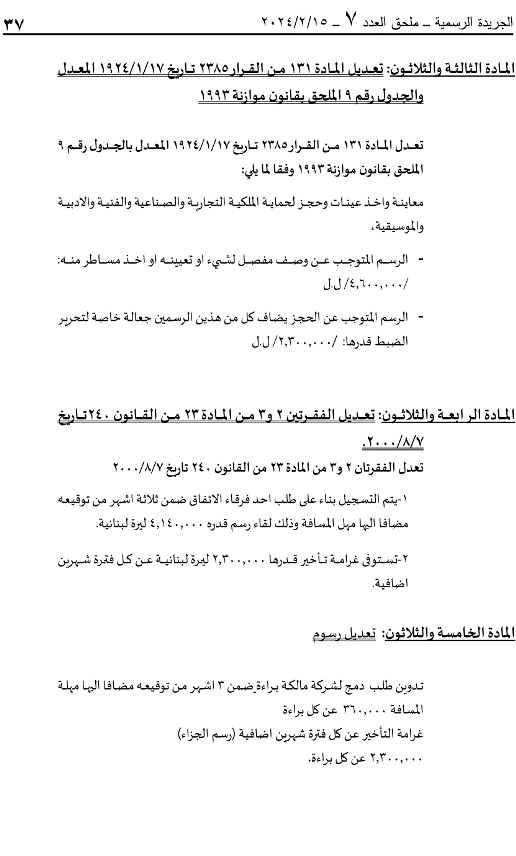 الجريدة الرسمية – ملحق العدد ٧ – ٢٠٢٤/٢/١٥
٣٧
المادة الثالثة والثلاثون: تعديل المادة ١٣١ من القرار ٢٣٨٥ تاريخ ١٩٢٤/١/١٧ المعدل
والجدول رقم ٩ الملحق بقانون موازنة ١٩٩٣
تعدل المادة ١٣١ من القرار ٢٣٨٥ تاريخ ١٩٢٤/١/١٧ المعدل بالجدول رقم ٩
الملحق بقانون موازنة ١٩٩٣ وفقا لما يلي:
معاينة واخذ عينات وحجز لحماية الملكية التجارية والصناعية والفنية والادبية
والموسيقية،
- الرسم المتوجب عن وصف مفصل لشيء او تعيينه او اخذ مساطر منه:
/٤,٦٠٠,٠٠٠/ ل.ل
- الرسم المتوجب عن الحجز يضاف كل من هذين الرسمين جعالة خاصة لتحرير
الضبط قدرها: /٢,٣٠٠,٠٠٠/ ل.ل
المادة الرابعة والثلاثون: تعديل الفقرتين ٢ و٣ من المادة ٢٣ من القانون ٢٤٠ تاريخ
٢٠٠٠/٨/٧.
تعدل الفقرتان ٢ و٣ من المادة ٢٣ من القانون ٢٤٠ تاريخ ٢٠٠٠/٨/٧
١-يتم التسجيل بناء على طلب احد فرقاء الاتفاق ضمن ثلاثة اشهر من توقيعه
مضافا الها مهل المسافة وذلك لقاء رسم قدره ٤,١٤٠,٠٠٠ ليرة لبنانية.
٢-تستوفى غرامة تأخير قدرها ٢,٣٠٠,٠٠٠ ليرة لبنانية عن كل فترة شهرين
اضافية.
المادة الخامسة والثلاثون: تعديل رسوم
تدوين طلب دمج لشركة مالكة براءة ضمن ٣ اشهر من توقيعه مضافا الها مهلة
المسافة ٣٦٠,٠٠٠ عن كل براءة
غرامة التأخير عن كل فترة شهرين اضافية (رسم الجزاء)
٢,٣٠٠,٠٠٠ عن كل براءة.